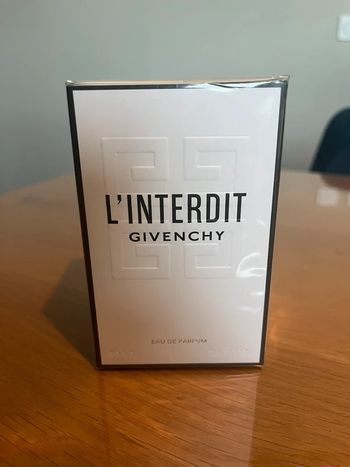 L'INTERDIT
GIVENCHY
EAU DE PARFUM